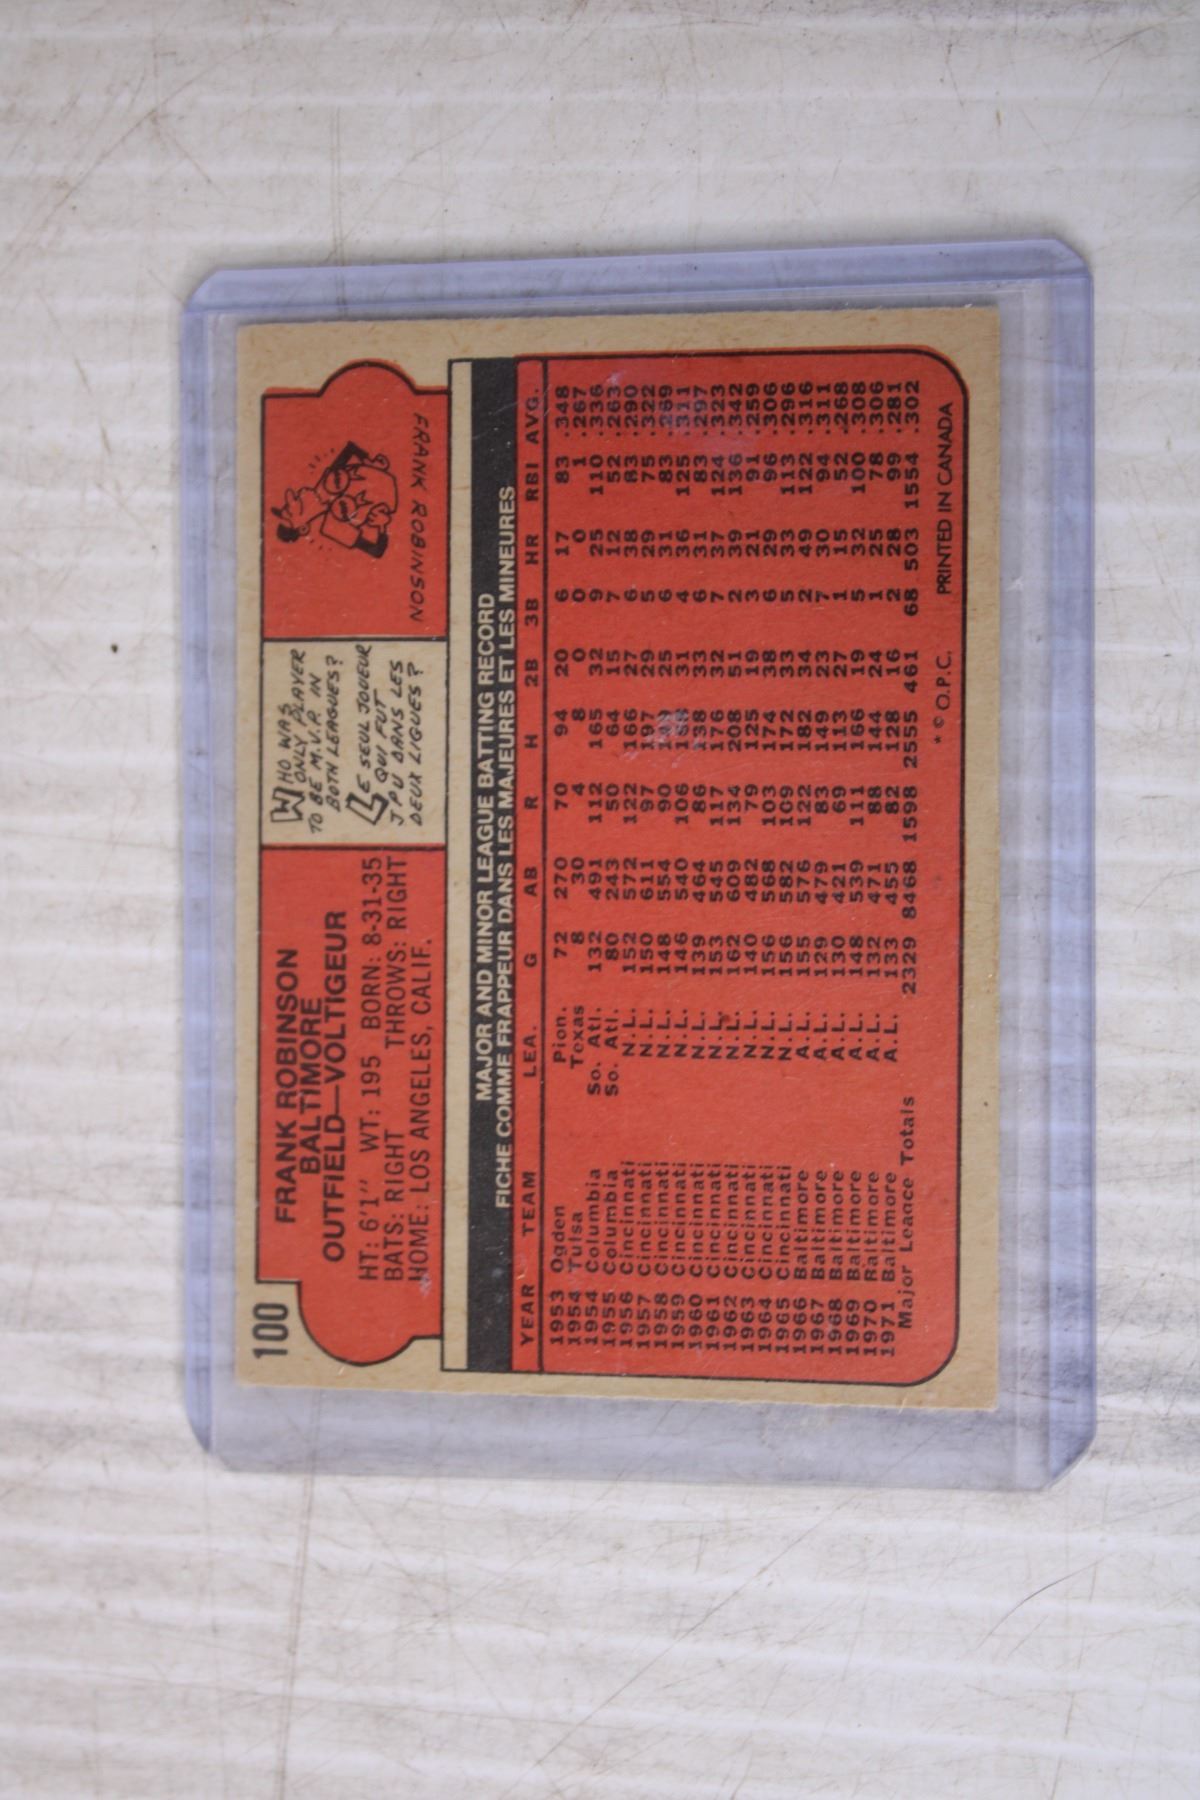 100
FRANK ROBINSON
BALTIMORE
OUTFIELD—VOLTIGEUR
HT: 6'1" WT: 195 BORN: 8-31-35
BATS: RIGHT THROWS: RIGHT
HOME: LOS ANGELES, CALIF.
WHO WAS
ONLY PLAYER
TO BE M.V.P. IN
BOTH LEAGUES?
LE SEUL JOUEUR
QUI FUT
JPU DANS LES
DEUX LIGUES?
FRANK ROBINSON
MAJOR AND MINOR LEAGUE BATTING RECORD
FICHE COMME FRAPPEUR DANS LES MAJEURES ET LES MINEURES
YEAR TEAM LEA. G AB R H 2B 3B HR RBI AVG.
1953 Ogden Pion. 72 270 70 94 20 6 17 83 .348
1954 Tulsa Texas 8 30 4 8 0 0 0 1 .267
1954 Columbia So. Atl. 132 491 112 165 32 9 25 110 .336
1955 Columbia So. Atl. 80 243 50 64 15 7 12 52 .263
1956 Cincinnati N.L. 152 572 122 166 27 6 38 83 .290
1957 Cincinnati N.L. 150 611 97 197 29 5 29 75 .322
1958 Cincinnati N.L. 148 554 90 25 6 31 83 .269
1959 Cincinnati N.L. 146 540 106 168 31 4 36 125 .311
1960 Cincinnati N.L. 139 464 86 138 33 6 31 83 .297
1961 Cincinnati N.L. 153 545 117 176 32 7 37 124 .323
1962 Cincinnati N.L. 162 609 134 208 51 2 39 136 .342
1963 Cincinnati N.L. 140 482 79 125 19 3 21 91 .259
1964 Cincinnati N.L. 156 568 103 174 38 6 29 96 .306
1965 Cincinnati N.L. 156 582 109 172 33 5 33 113 .296
1966 Baltimore A.L. 155 576 122 182 34 2 49 122 .316
1967 Baltimore A.L. 129 479 83 149 23 7 30 94 .311
1968 Baltimore A.L. 130 421 69 113 27 1 15 52 .268
1969 Baltimore A.L. 148 539 111 166 19 5 32 100 .308
1970 Baltimore A.L. 132 471 88 144 24 1 25 78 .306
1971 Baltimore A.L. 133 455 82 128 16 2 28 99 .281
Major Leage Totals 2329 8468 1598 2555 461 68 503 1554 .302
* © O.P.C. PRINTED IN CANADA